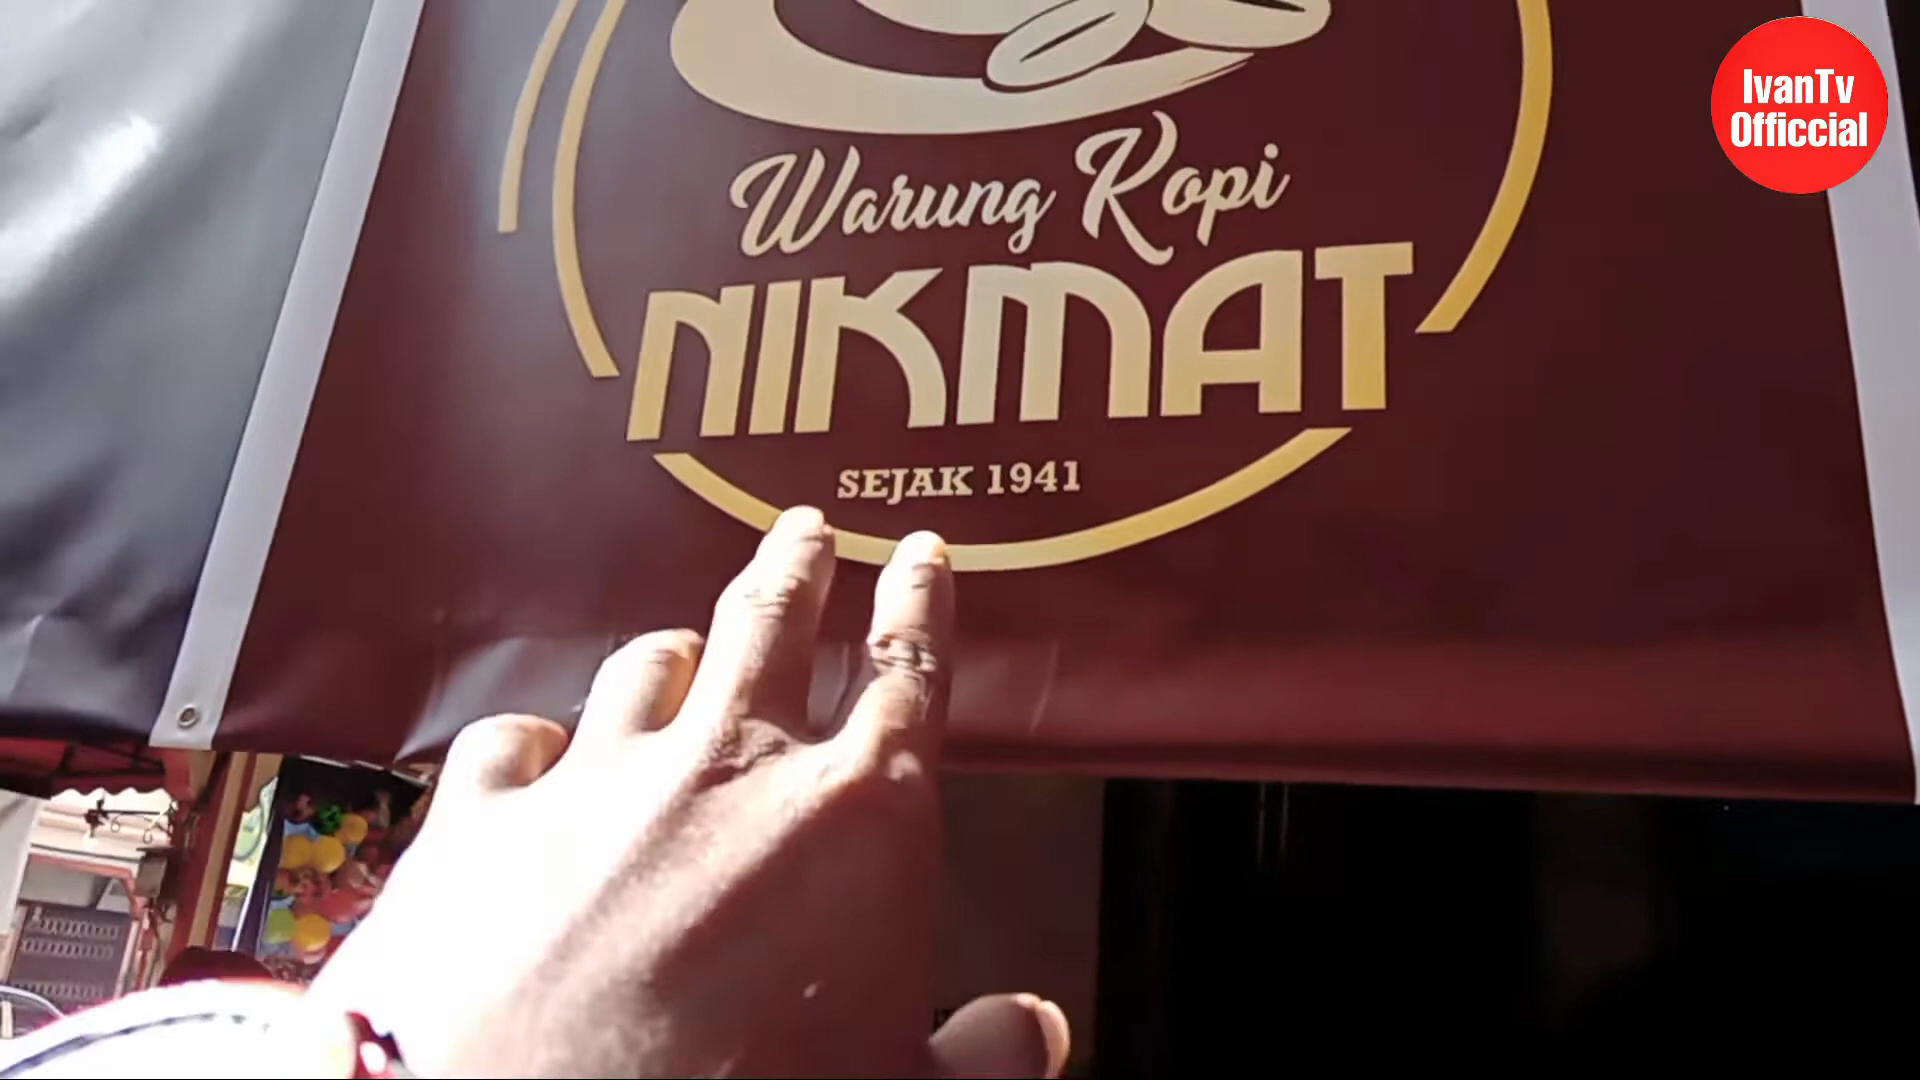 IvanTv
Officcial
Warung Kopi
NIKMAT
SEJAK 1941